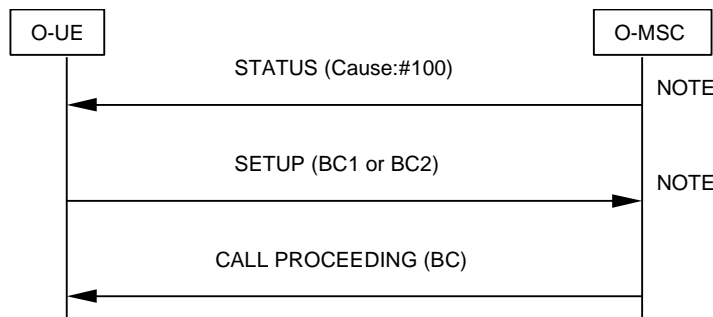 O-UE
O-MSC
STATUS (Cause:#100)
NOTE
SETUP (BC1 or BC2)
NOTE
CALL PROCEEDING (BC)